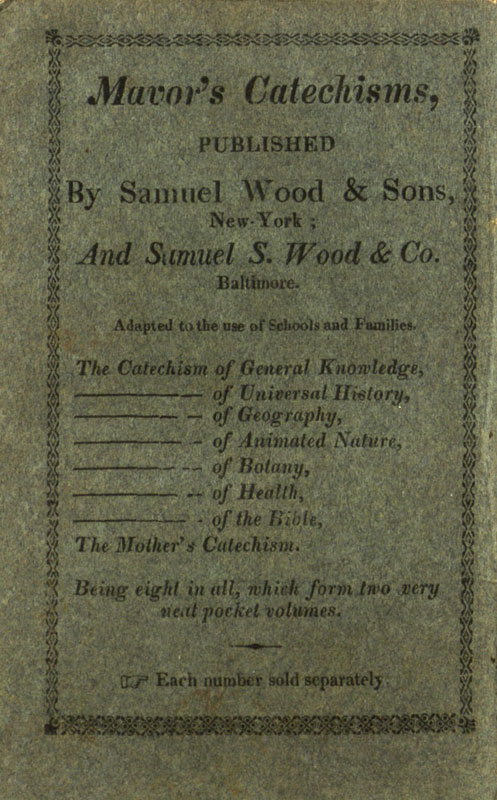 Mavor's Catechisms,
PUBLISHED
By Samuel Wood & Sons,
New-York ;
And Samuel S. Wood & Co.
Baltimore.
Adapted to the use of Schools and Families.
The Catechism of General Knowledge,
——— of Universal History,
——— of Geography,
——— of Animated Nature,
——— of Botany,
——— of Health,
——— of the Bible,
The Mother's Catechism.
Being eight in all, which form two very
neat pocket volumes.
☞ Each number sold separately.